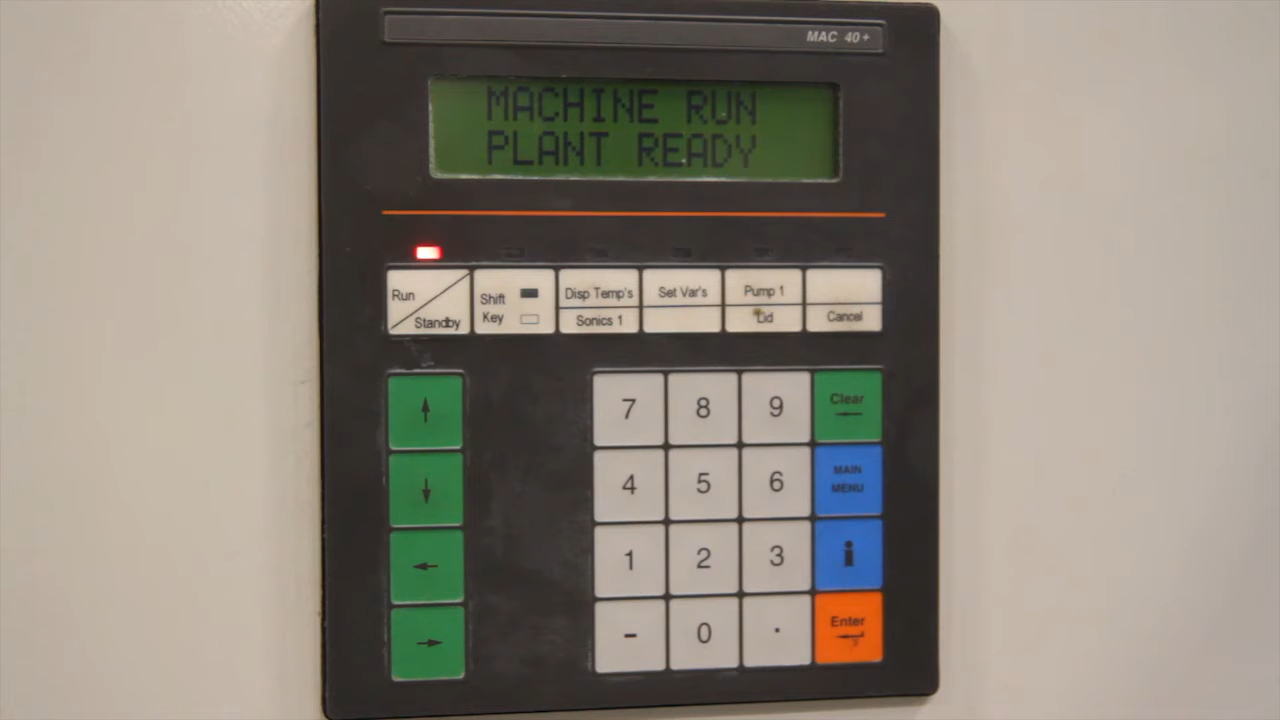 MAC 40+
MACHINE RUN
PLANT READY
Run
Standby
Shift
Key
Disp Temp's
Sonics 1
Set Var's
Pump 1
Lid
Cancel
7 8 9 Clear
4 5 6 MAIN MENU
1 2 3 i
- 0 . Enter